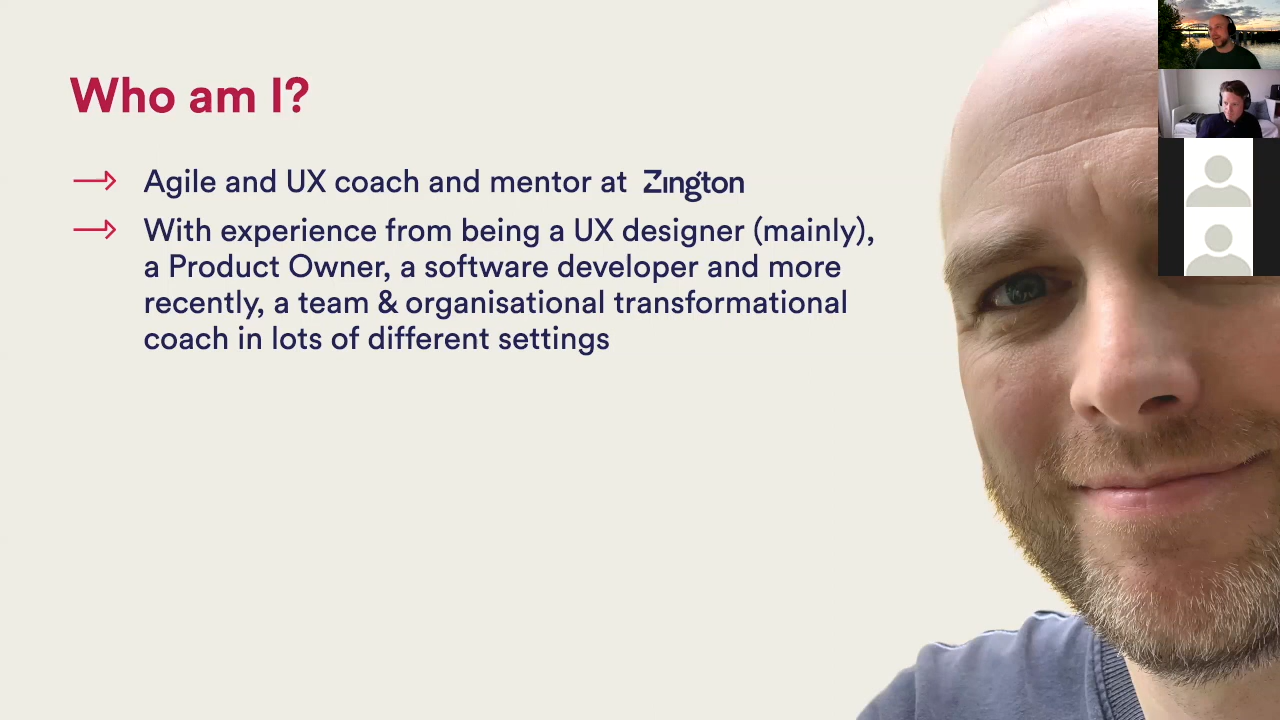 Who am I?
Agile and UX coach and mentor at Zington
With experience from being a UX designer (mainly),
a Product Owner, a software developer and more
recently, a team & organisational transformational
coach in lots of different settings